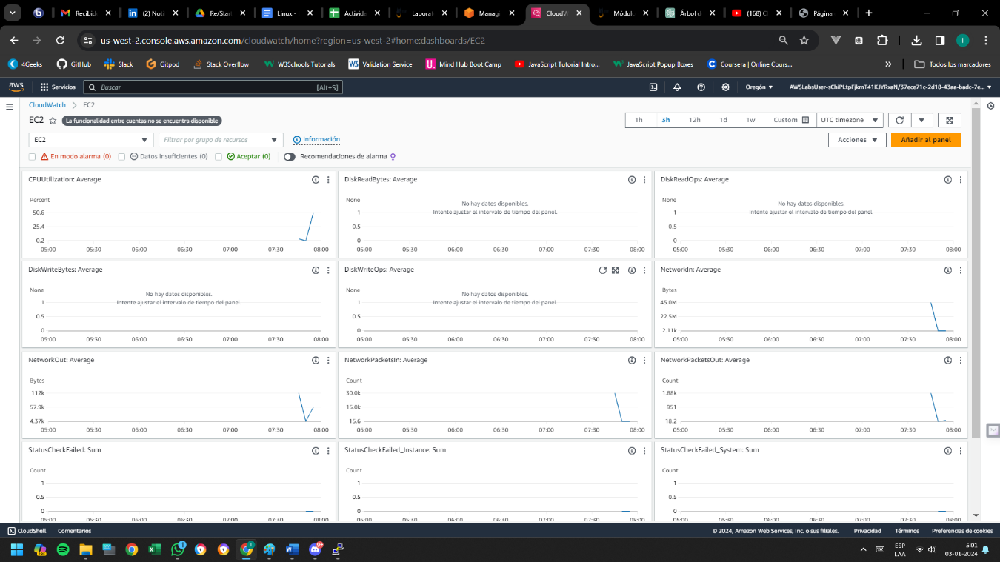 Recibid
(2) Noti
Re/Start
Linux -
Activida
Laborat
Managi
CloudW
Módulo
Árbol d
(168) C
Página
us-west-2.console.aws.amazon.com/cloudwatch/home?region=us-west-2#home:dashboards/EC2
4Geeks
GitHub
Slack
Gitpod
Stack Overflow
W3Schools Tutorials
Validation Service
Mind Hub Boot Camp
JavaScript Tutorial Intro...
JavaScript Popup Boxes
Coursera | Online Cours...
Todos los marcadores
aws
Servicios
Buscar
[Alt+S]
Oregón
AWSLabsUser-sChiPLtpFjkmT41KJYRxaN/37ece71c-2d18-43aa-badc-7e...
CloudWatch
EC2
EC2
La funcionalidad entre cuentas no se encuentra disponible
1h
3h
12h
1d
1w
Custom
UTC timezone
EC2
Filtrar por grupo de recursos
información
Acciones
Añadir al panel
En modo alarma (0)
Datos insuficientes (0)
Aceptar (0)
Recomendaciones de alarma
CPUUtilization: Average
Percent
50.6
25.4
0.2
05:00 05:30 06:00 06:30 07:00 07:30 08:00
DiskReadBytes: Average
None
No hay datos disponibles.
Intente ajustar el intervalo de tiempo del panel.
1
0.5
0
05:00 05:30 06:00 06:30 07:00 07:30 08:00
DiskReadOps: Average
None
No hay datos disponibles.
Intente ajustar el intervalo de tiempo del panel.
1
0.5
0
05:00 05:30 06:00 06:30 07:00 07:30 08:00
DiskWriteBytes: Average
None
No hay datos disponibles.
Intente ajustar el intervalo de tiempo del panel.
1
0.5
0
05:00 05:30 06:00 06:30 07:00 07:30 08:00
DiskWriteOps: Average
None
No hay datos disponibles.
Intente ajustar el intervalo de tiempo del panel.
1
0.5
0
05:00 05:30 06:00 06:30 07:00 07:30 08:00
NetworkIn: Average
Bytes
45.0M
22.5M
2.11k
05:00 05:30 06:00 06:30 07:00 07:30 08:00
NetworkOut: Average
Bytes
112k
57.9k
4.37k
05:00 05:30 06:00 06:30 07:00 07:30 08:00
NetworkPacketsIn: Average
Count
30.0k
15.0k
15.6
05:00 05:30 06:00 06:30 07:00 07:30 08:00
NetworkPacketsOut: Average
Count
1.88k
951
18.2
05:00 05:30 06:00 06:30 07:00 07:30 08:00
StatusCheckFailed: Sum
Count
1
0.5
0
05:00 05:30 06:00 06:30 07:00 07:30 08:00
StatusCheckFailed_Instance: Sum
Count
1
0.5
0
05:00 05:30 06:00 06:30 07:00 07:30 08:00
StatusCheckFailed_System: Sum
Count
1
0.5
0
05:00 05:30 06:00 06:30 07:00 07:30 08:00
CloudShell
Comentarios
© 2024, Amazon Web Services, Inc. o sus filiales.
Privacidad
Términos
Preferencias de cookies
ESP
LAA
5:01
03-01-2024